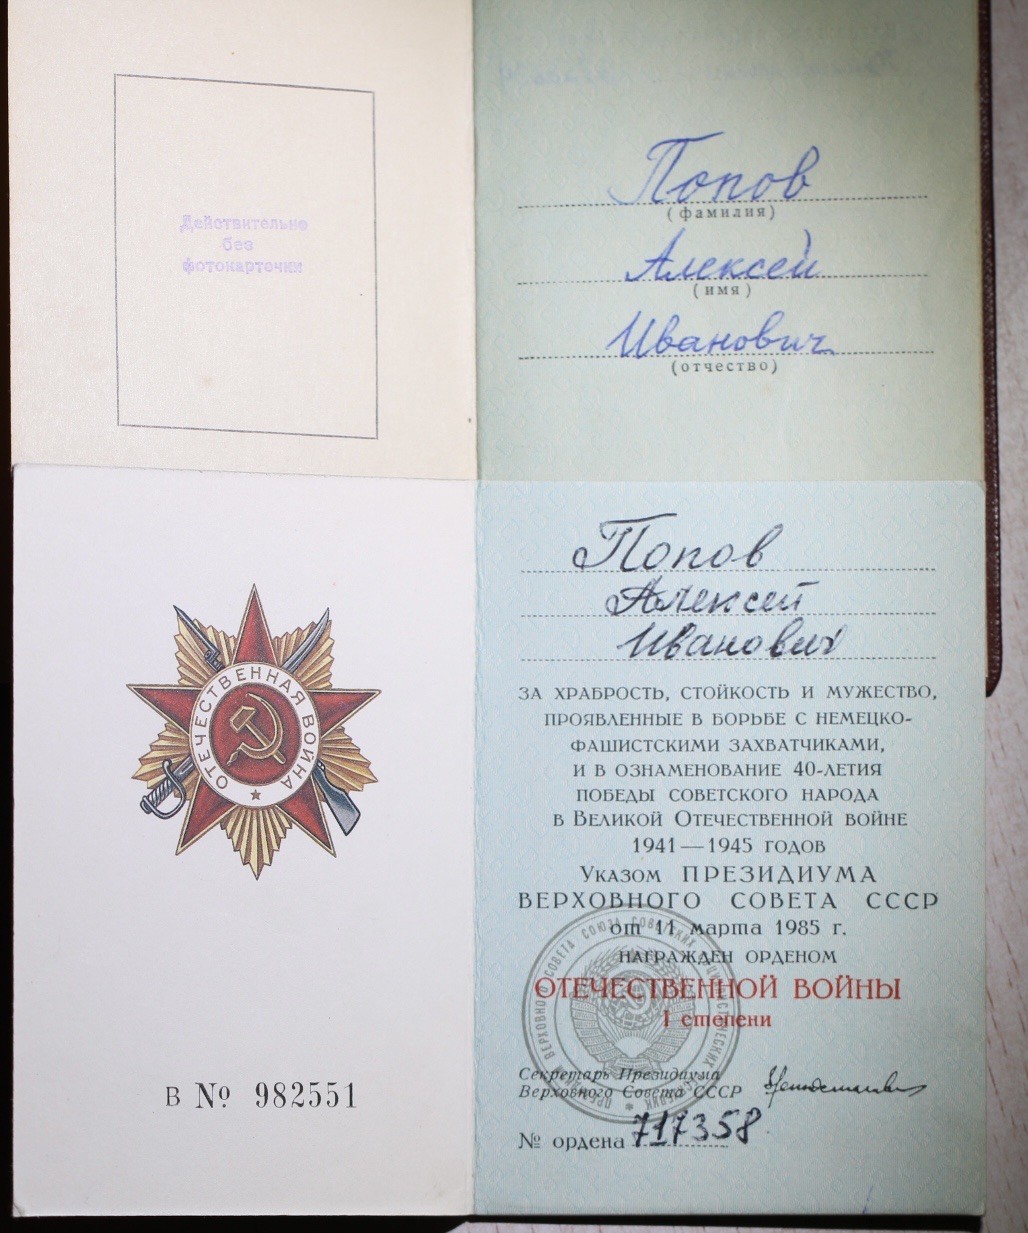 Действительно
без
фотокарточки
Попов
(фамилия)
Алексей
(имя)
Иванович
(отчество)
ОТЕЧЕСТВЕННАЯ ВОЙНА
В № 982551
Попов
Алексей
Иванович
ЗА ХРАБРОСТЬ, СТОЙКОСТЬ И МУЖЕСТВО,
ПРОЯВЛЕННЫЕ В БОРЬБЕ С НЕМЕЦКО-
ФАШИСТСКИМИ ЗАХВАТЧИКАМИ,
И В ОЗНАМЕНОВАНИЕ 40-ЛЕТИЯ
ПОБЕДЫ СОВЕТСКОГО НАРОДА
В ВЕЛИКОЙ ОТЕЧЕСТВЕННОЙ ВОЙНЕ
1941—1945 ГОДОВ
УКАЗОМ ПРЕЗИДИУМА
ВЕРХОВНОГО СОВЕТА СССР
от 11 марта 1985 г.
НАГРАЖДЕН ОРДЕНОМ
ОТЕЧЕСТВЕННОЙ ВОЙНЫ
I степени
Секретарь Президиума
Верховного Совета СССР
№ ордена 717358